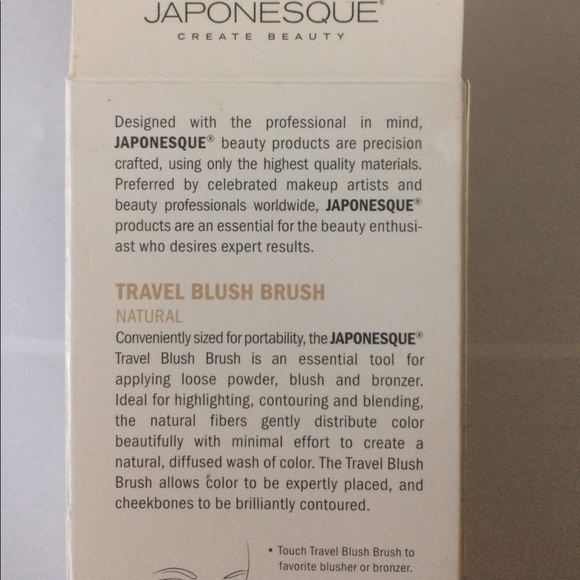 JAPONESQUE®
CREATE BEAUTY
Designed with the professional in mind,
JAPONESQUE® beauty products are precision
crafted, using only the highest quality materials.
Preferred by celebrated makeup artists and
beauty professionals worldwide, JAPONESQUE®
products are an essential for the beauty enthusi-
ast who desires expert results.
TRAVEL BLUSH BRUSH
NATURAL
Conveniently sized for portability, the JAPONESQUE®
Travel Blush Brush is an essential tool for
applying loose powder, blush and bronzer.
Ideal for highlighting, contouring and blending,
the natural fibers gently distribute color
beautifully with minimal effort to create a
natural, diffused wash of color. The Travel Blush
Brush allows color to be expertly placed, and
cheekbones to be brilliantly contoured.
• Touch Travel Blush Brush to
favorite blusher or bronzer.